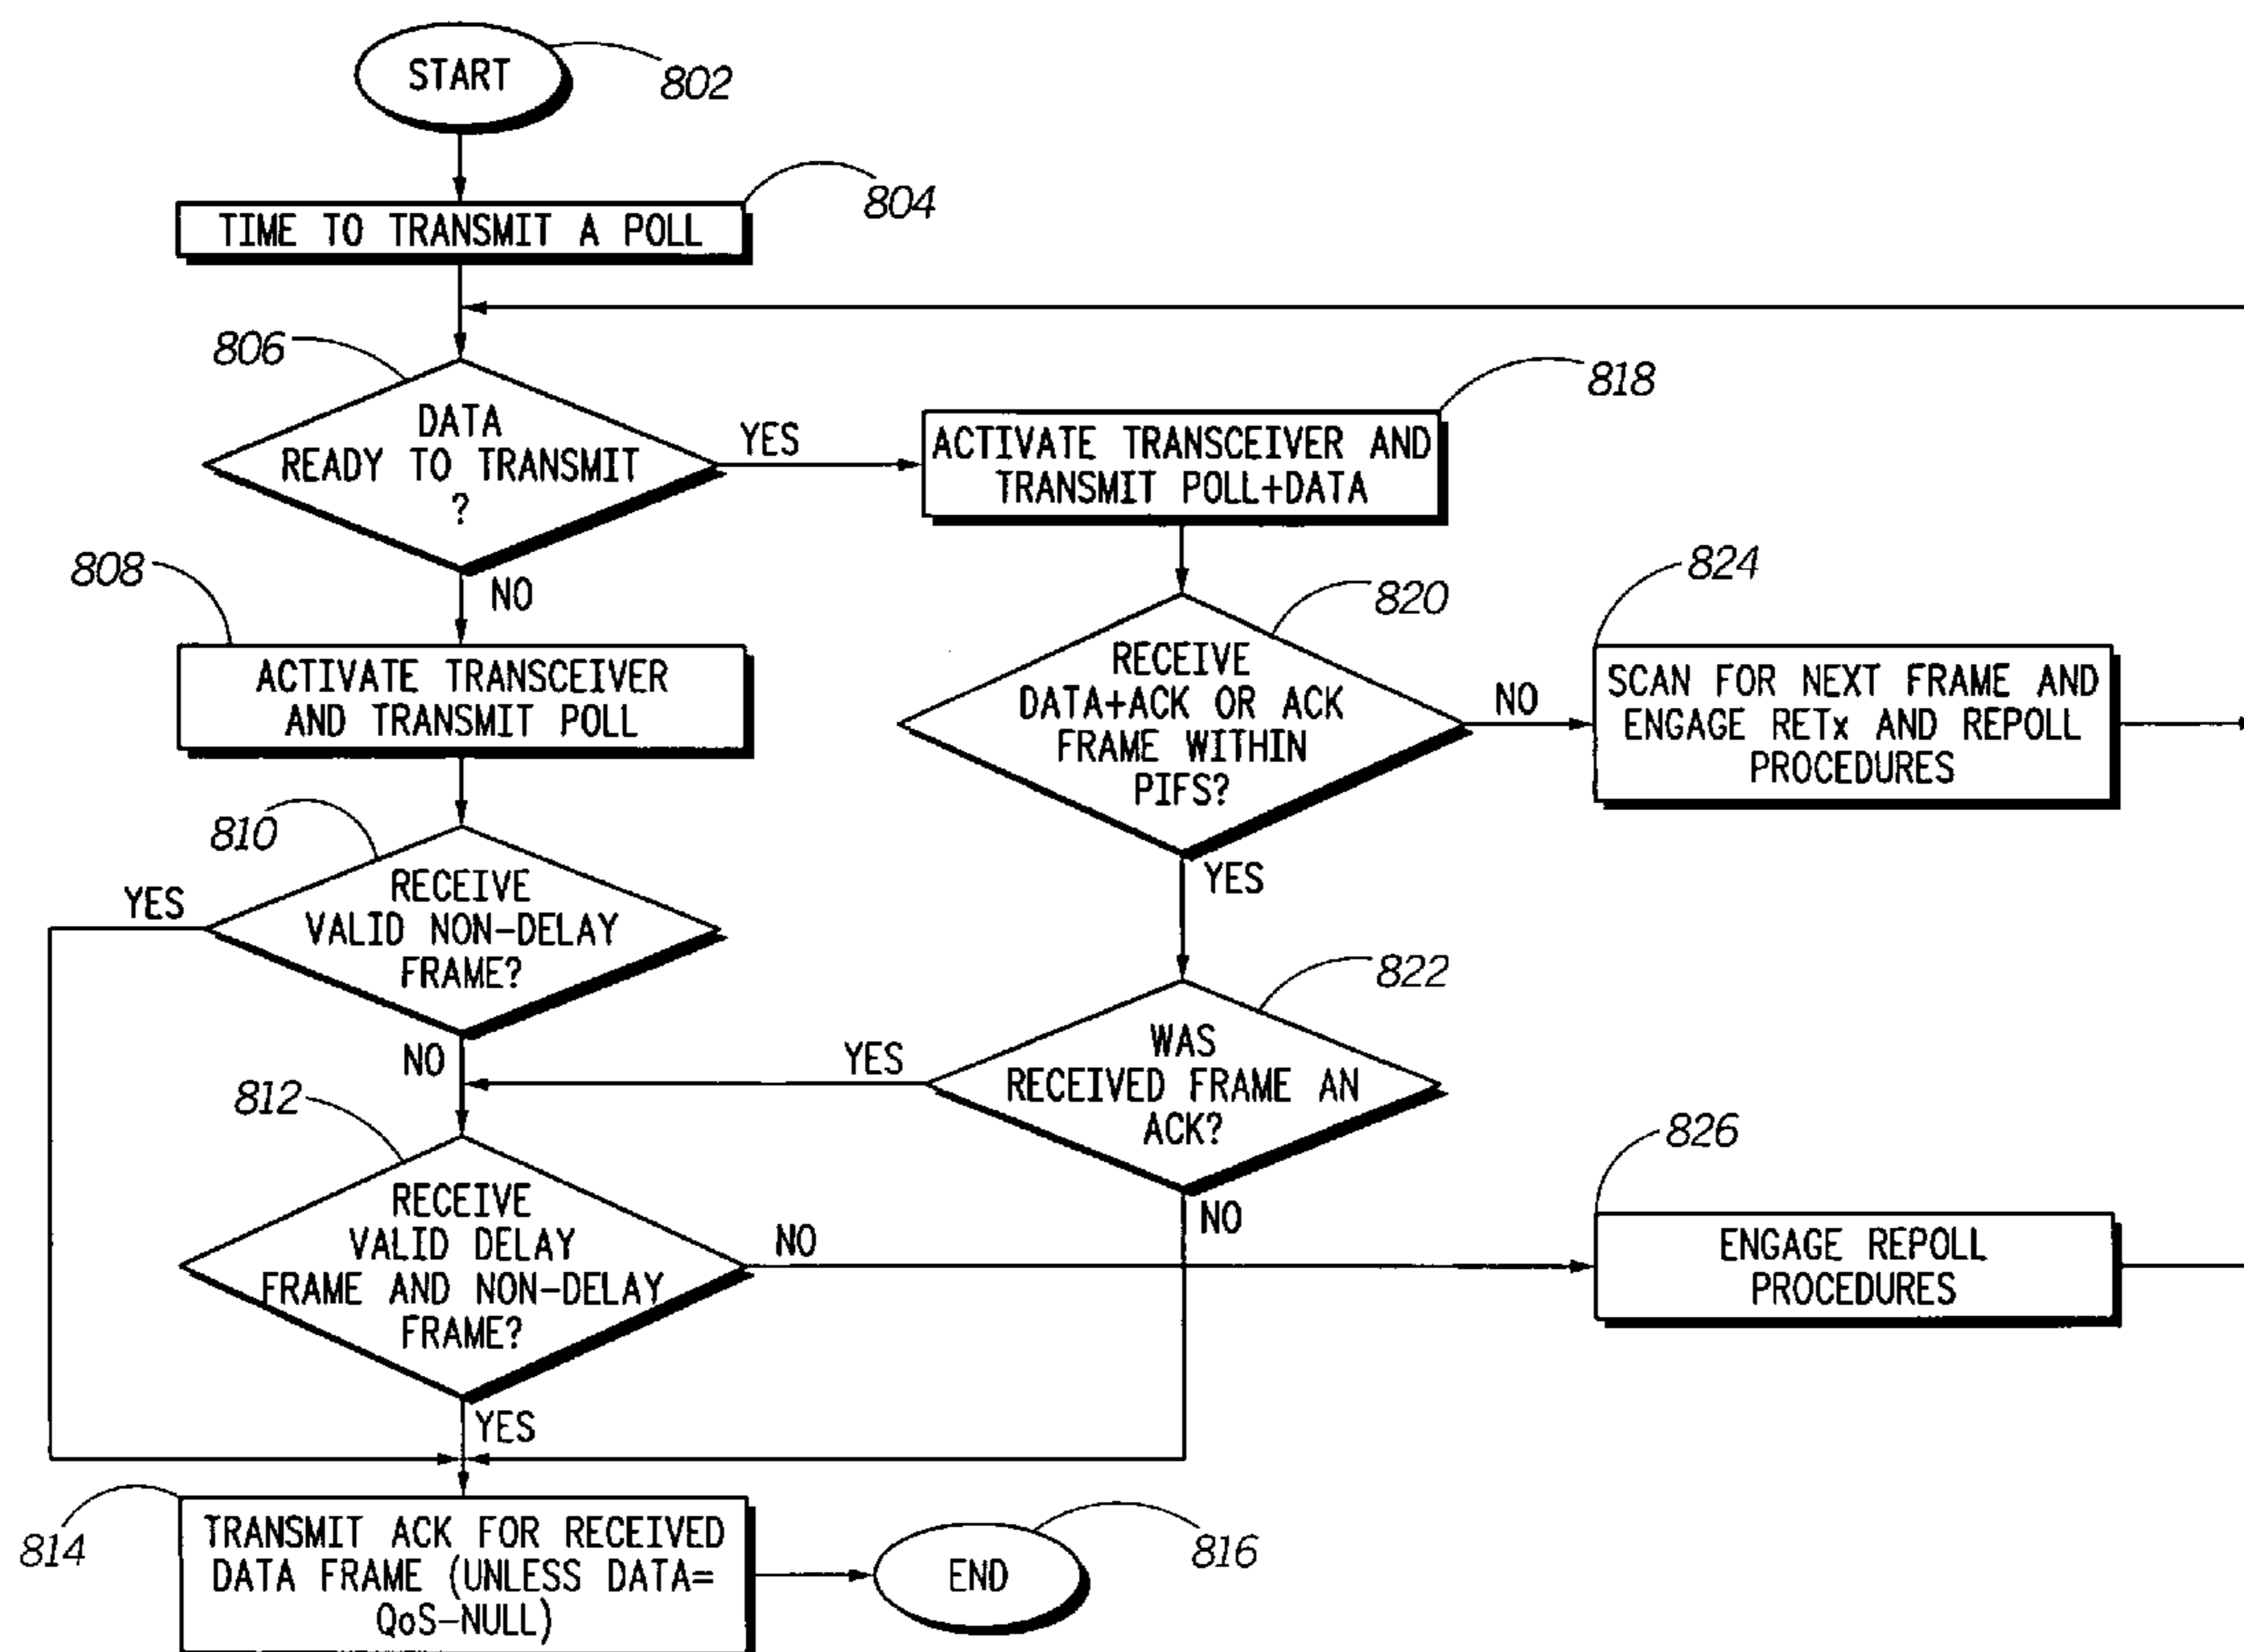 START
802
TIME TO TRANSMIT A POLL
804
806
DATA
READY TO TRANSMIT
?
YES
NO
818
ACTIVATE TRANSCEIVER AND
TRANSMIT POLL+DATA
808
ACTIVATE TRANSCEIVER
AND TRANSMIT POLL
820
RECEIVE
DATA+ACK OR ACK
FRAME WITHIN
PIFS?
NO
YES
824
SCAN FOR NEXT FRAME AND
ENGAGE RETx AND REPOLL
PROCEDURES
810
RECEIVE
VALID NON-DELAY
FRAME?
YES
NO
822
WAS
RECEIVED FRAME AN
ACK?
YES
NO
812
RECEIVE
VALID DELAY
FRAME AND NON-DELAY
FRAME?
NO
YES
826
ENGAGE REPOLL
PROCEDURES
814
TRANSMIT ACK FOR RECEIVED
DATA FRAME (UNLESS DATA=
QoS-NULL)
END
816